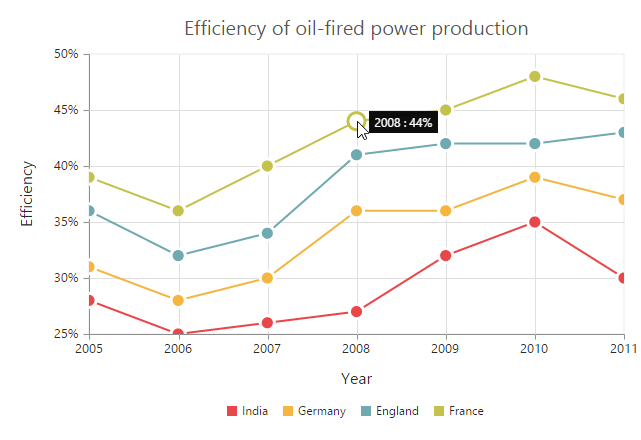 Efficiency of oil-fired power production
50%
45%
40%
35%
30%
25%
Efficiency
2008 : 44%
2005 2006 2007 2008 2009 2010 2011
Year
India Germany England France